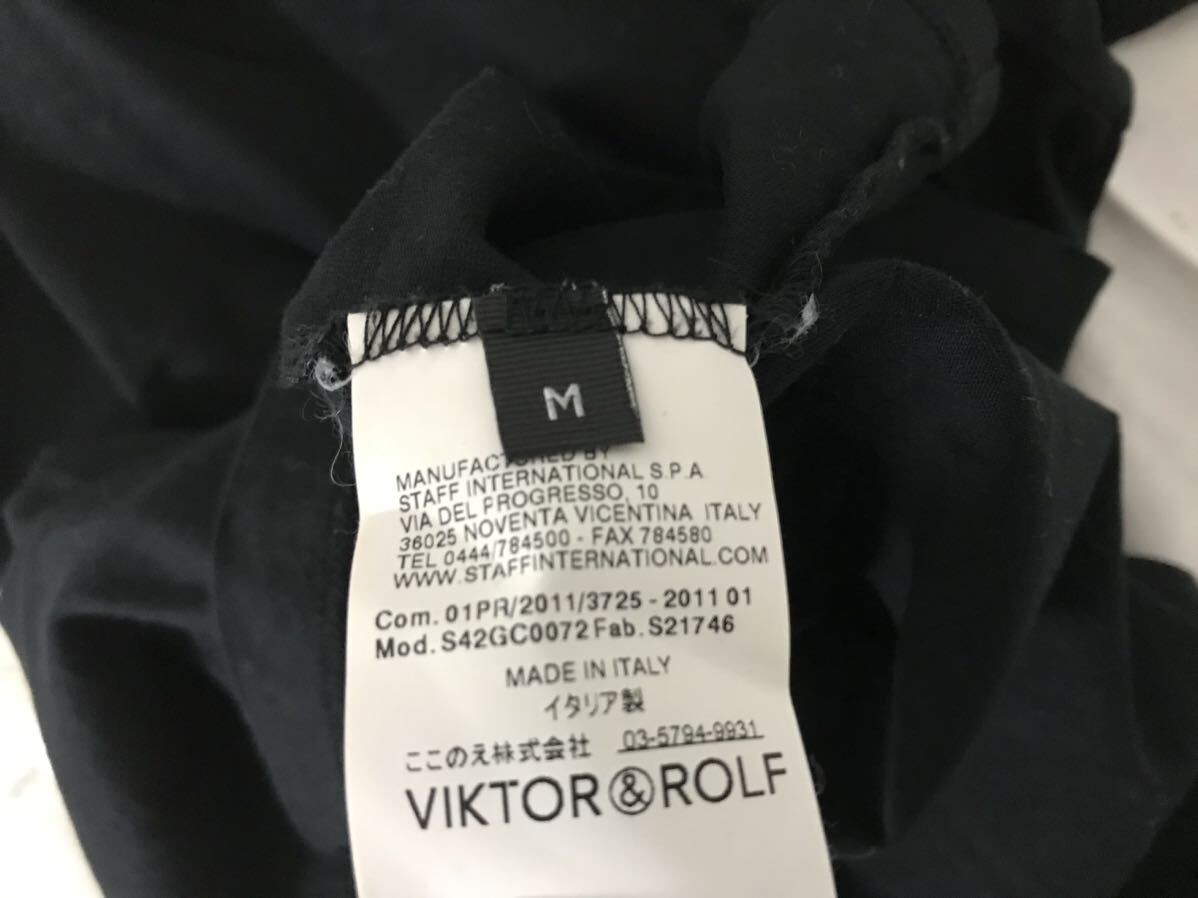 M
MANUFACTURED BY
STAFF INTERNATIONAL S.P.A.
VIA DEL PROGRESSO, 10
36025 NOVENTA VICENTINA ITALY
TEL 0444/784500 - FAX 784580
WWW.STAFFINTERNATIONAL.COM
Com. 01PR/2011/3725 - 2011 01
Mod. S42GC0072 Fab. S21746
MADE IN ITALY
イタリア製
ここのえ株式会社 03-5794-9931
VIKTOR&ROLF